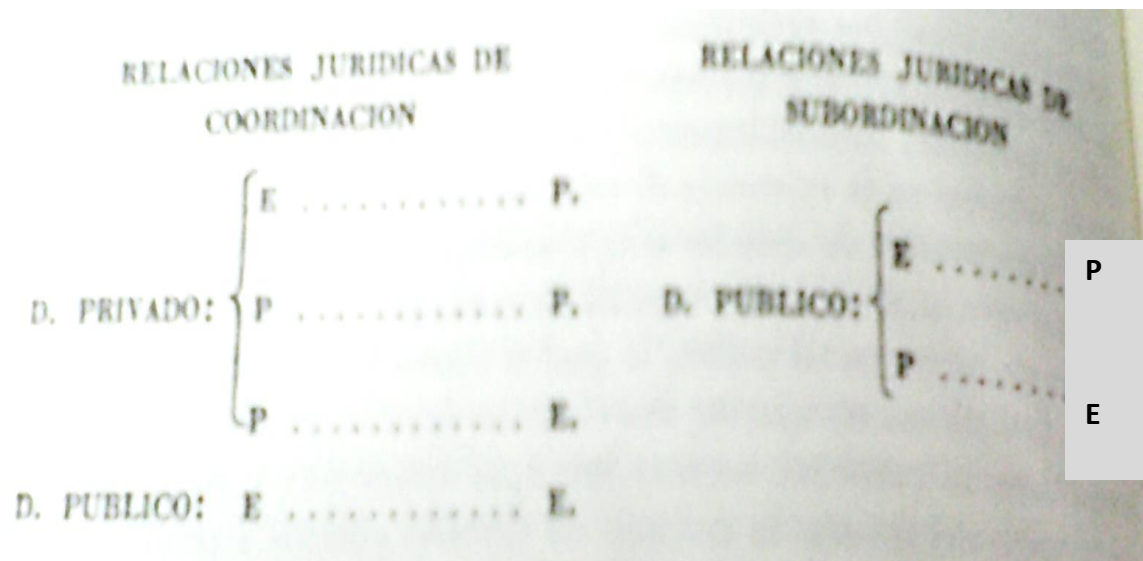 RELACIONES JURIDICAS DE
COORDINACION
E ............ P.
D. PRIVADO: P ............ P.
P ............ E.
D. PUBLICO: E ............ E.
RELACIONES JURIDICAS DE
SUBORDINACION
E ........ P
D. PUBLICO:
P ........ E